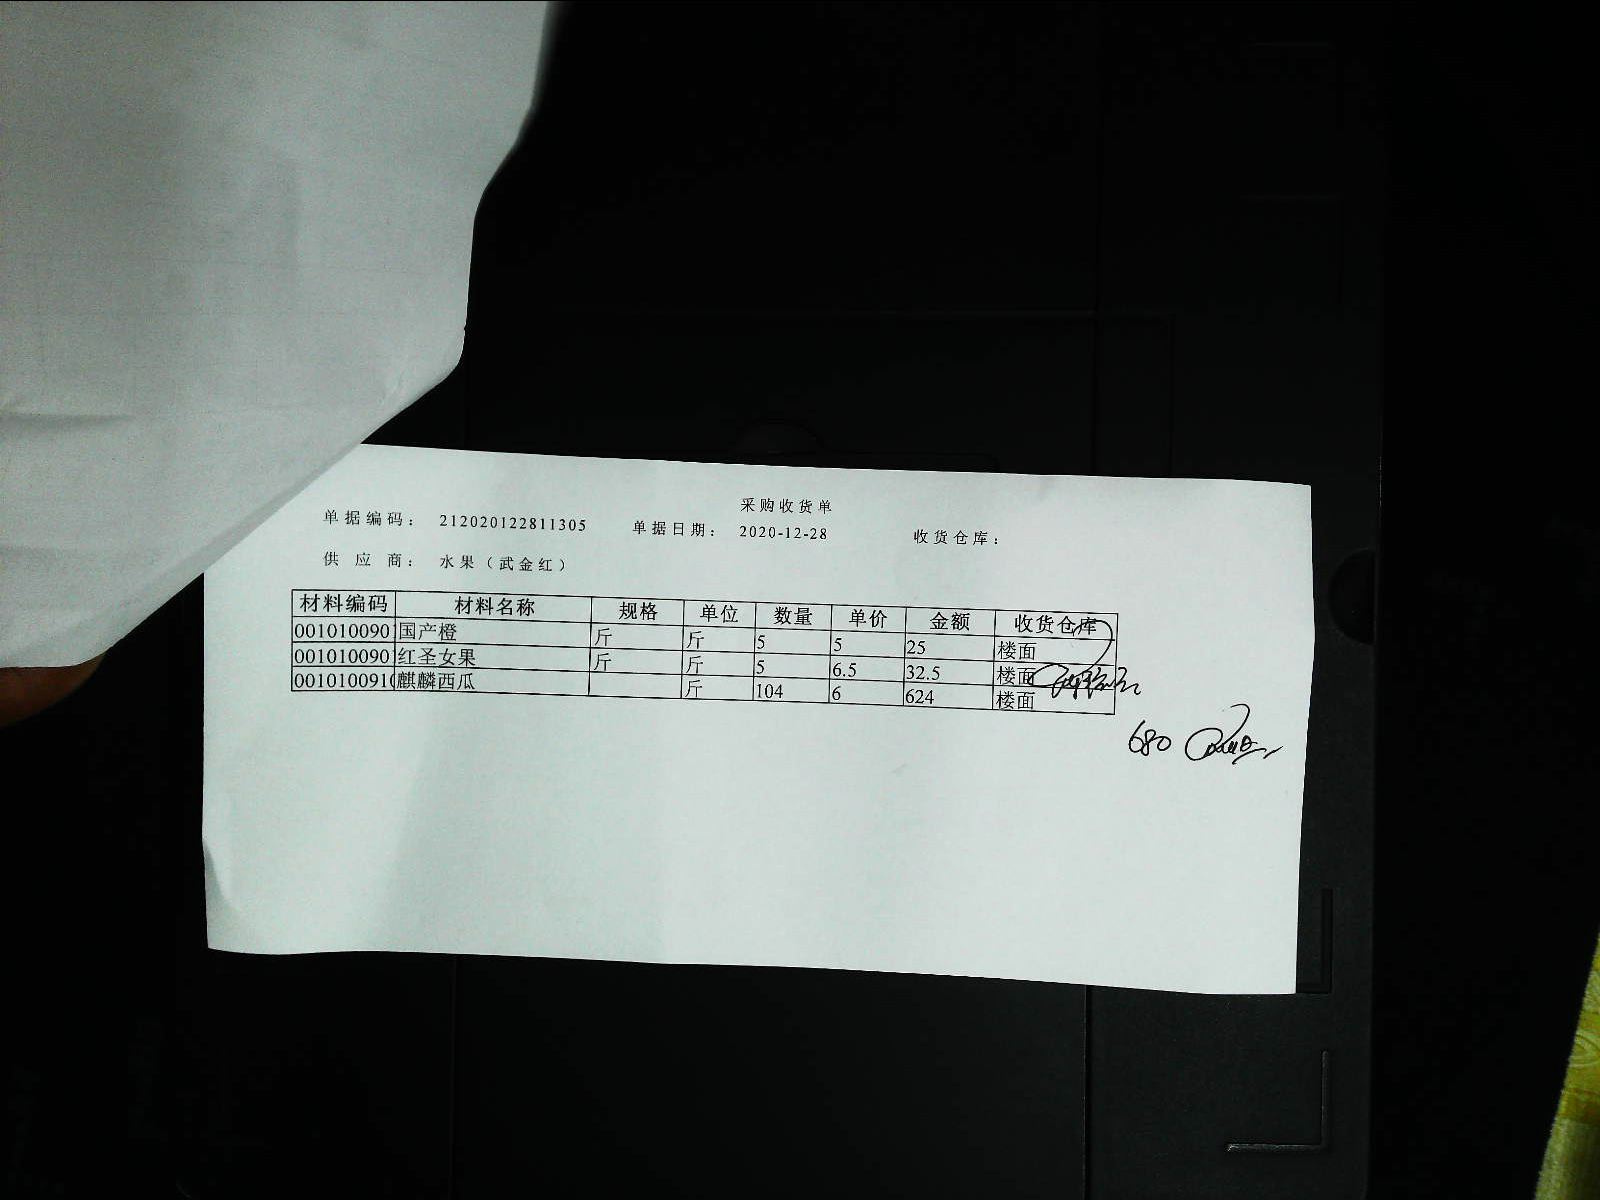 采购收货单
单据编码： 212020122811305 单据日期： 2020-12-28 收货仓库：
供 应 商： 水果（武金红）
材料编码 材料名称 规格 单位 数量 单价 金额 收货仓库
001010090 国产橙 斤 斤 5 5 25 楼面
001010090 红圣女果 斤 斤 5 6.5 32.5 楼面
0010100910 麒麟西瓜 斤 104 6 624 楼面
680